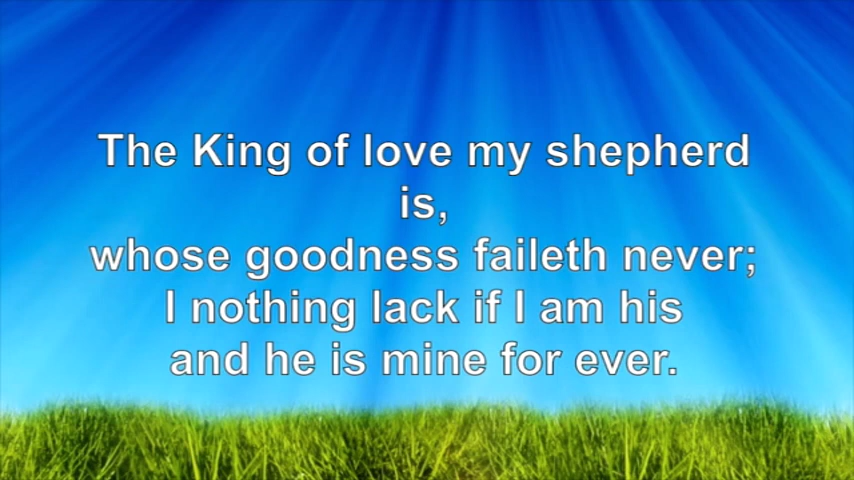 The King of love my shepherd
is,
whose goodness faileth never;
I nothing lack if I am his
and he is mine for ever.